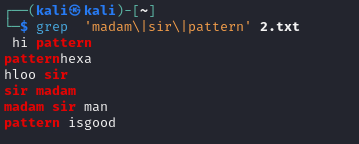 ┌──(kali㉿kali)-[~]
└─$ grep  'madam\|sir\|pattern' 2.txt
 hi pattern
patternhexa
hloo sir
sir madam
madam sir man
pattern isgood